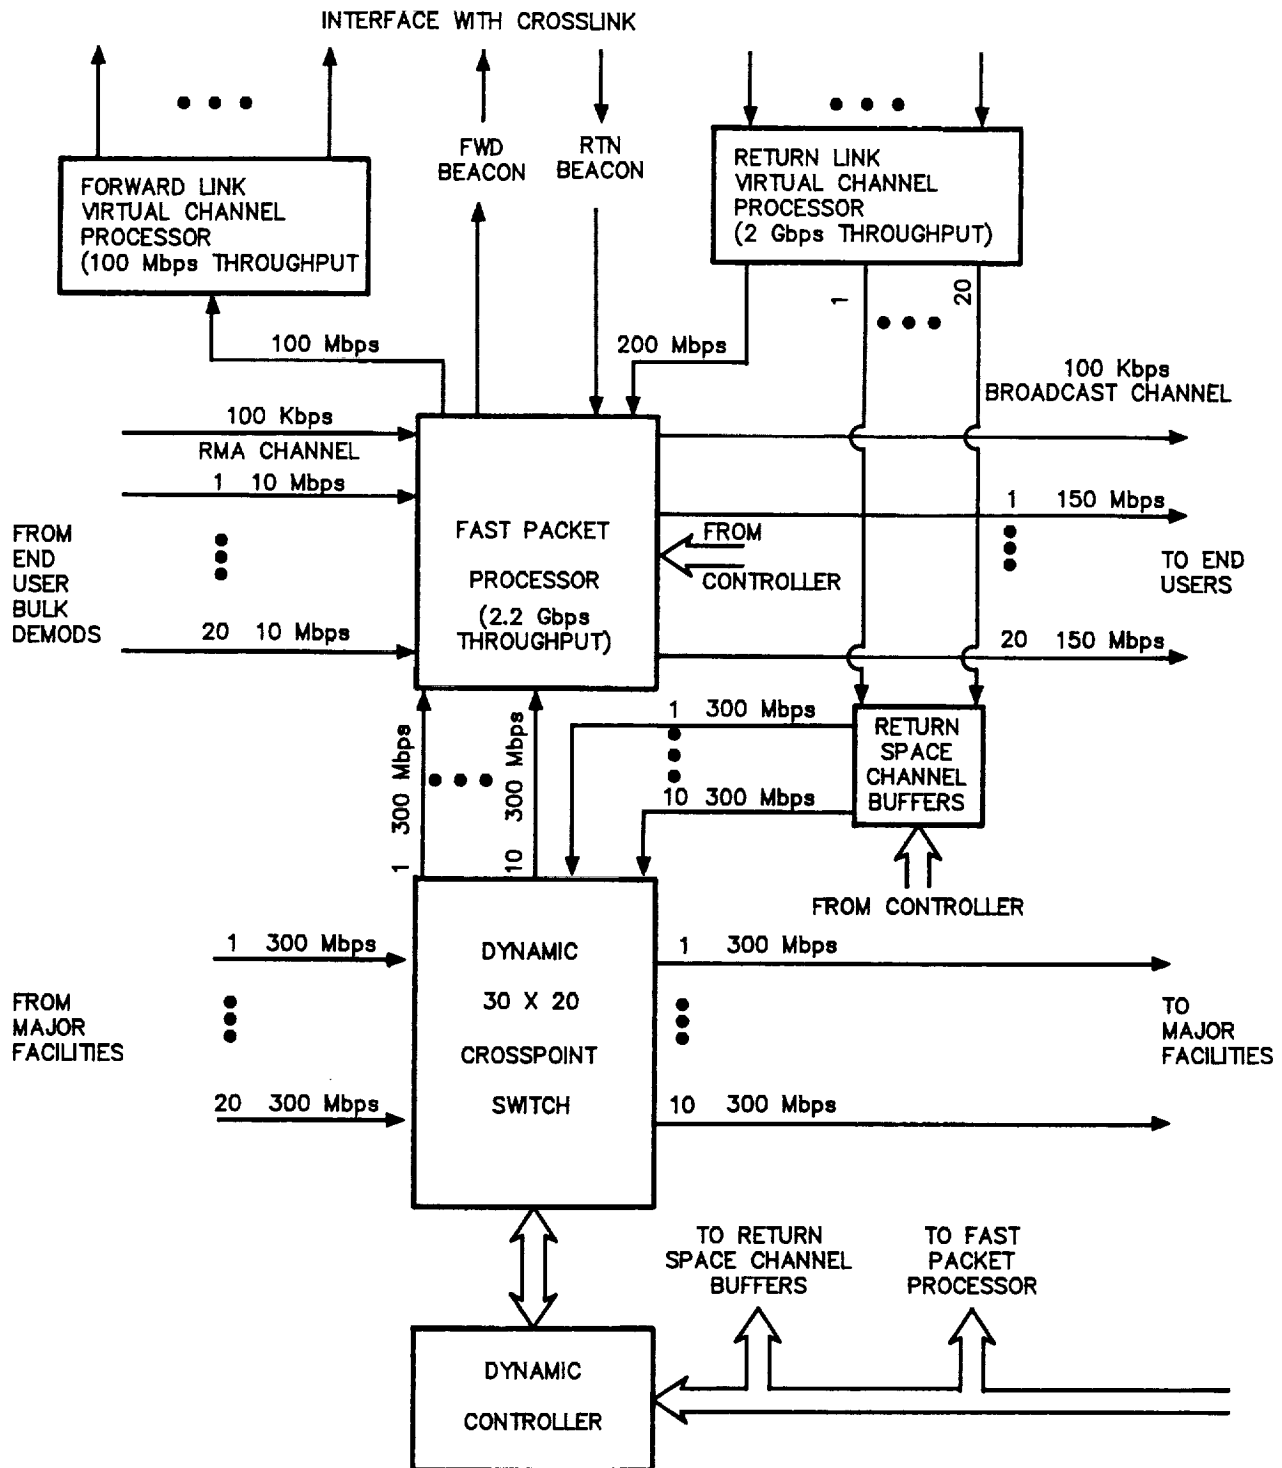 INTERFACE WITH CROSSLINK
FORWARD LINK
VIRTUAL CHANNEL
PROCESSOR
(100 Mbps THROUGHPUT
FWD
BEACON
RTN
BEACON
RETURN LINK
VIRTUAL CHANNEL
PROCESSOR
(2 Gbps THROUGHPUT)
1
20
100 Mbps
200 Mbps
100 Kbps
BROADCAST CHANNEL
100 Kbps
RMA CHANNEL
1 10 Mbps
FROM
END
USER
BULK
DEMODS
20 10 Mbps
FAST PACKET
PROCESSOR
(2.2 Gbps
THROUGHPUT)
FROM
CONTROLLER
1 150 Mbps
TO END
USERS
20 150 Mbps
1 300 Mbps
10 300 Mbps
1 300 Mbps
10 300 Mbps
RETURN
SPACE
CHANNEL
BUFFERS
FROM CONTROLLER
1 300 Mbps
FROM
MAJOR
FACILITIES
20 300 Mbps
DYNAMIC
30 X 20
CROSSPOINT
SWITCH
1 300 Mbps
TO
MAJOR
FACILITIES
10 300 Mbps
TO RETURN
SPACE CHANNEL
BUFFERS
TO FAST
PACKET
PROCESSOR
DYNAMIC
CONTROLLER